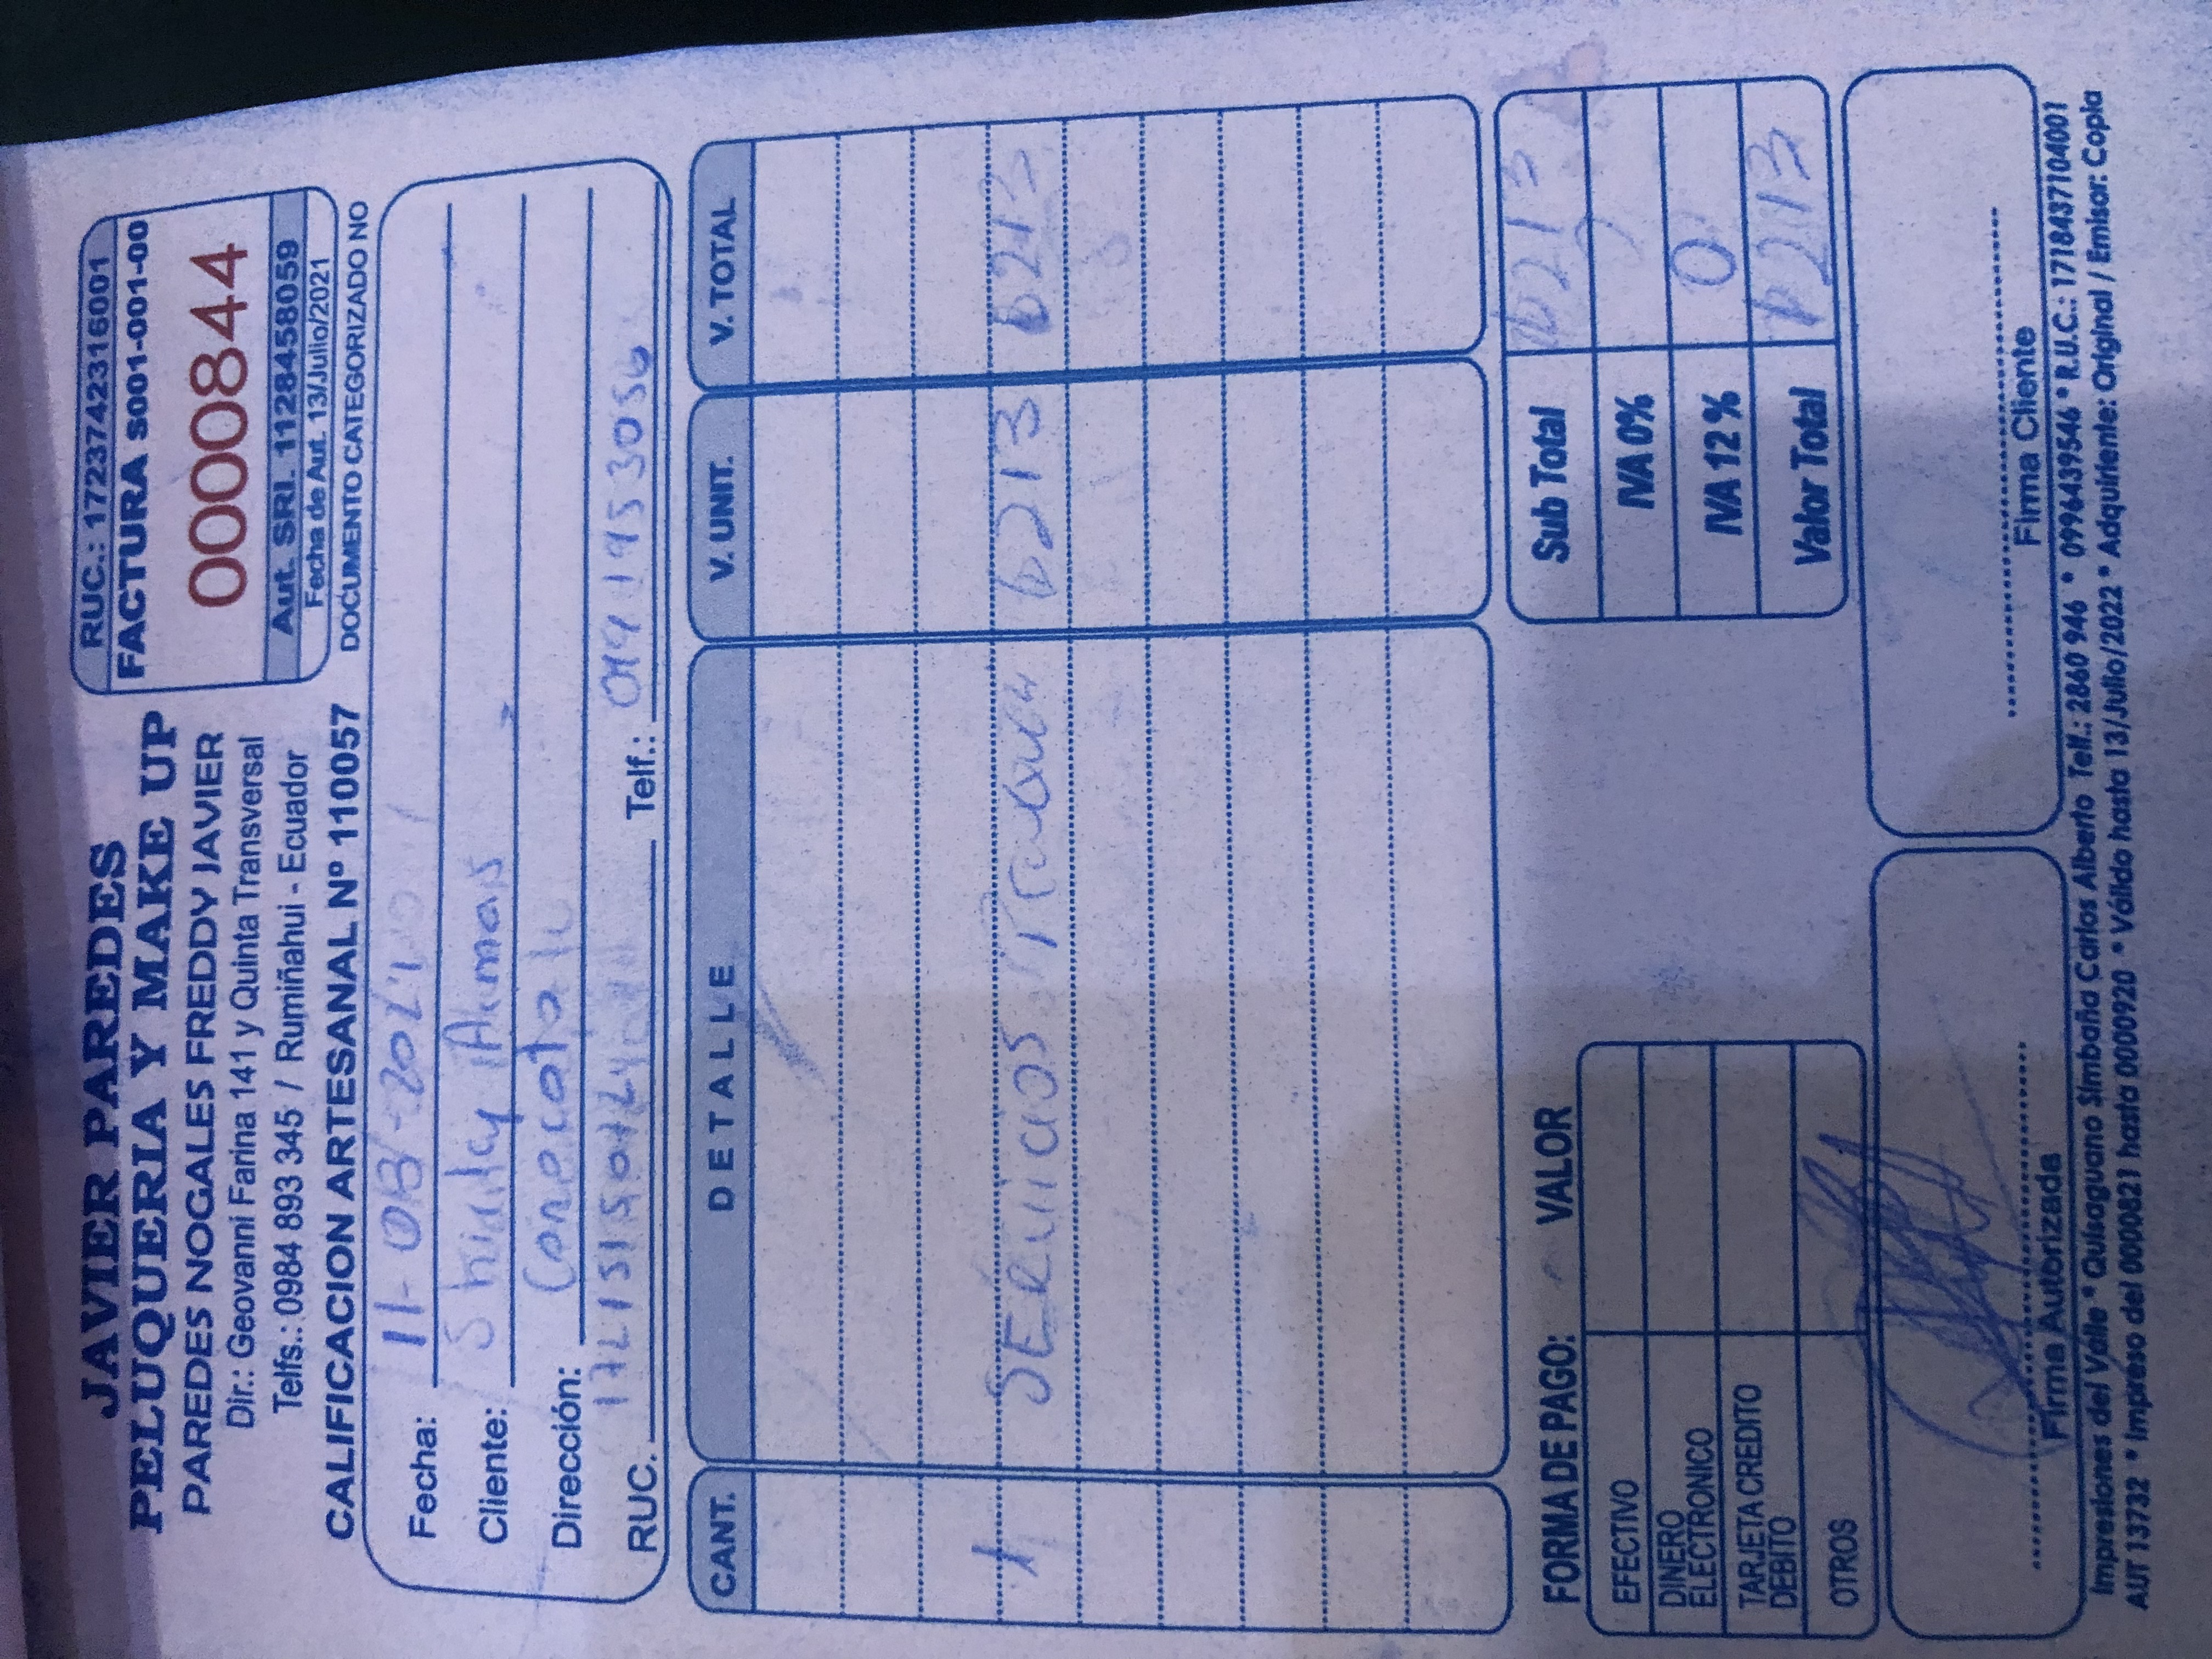 JAVIER PAREDES
PELUQUERIA Y MAKE UP
PAREDES NOGALES FREDDY JAVIER
Dir.: Geovanni Farina 141 y Quinta Transversal
Telfs.: 0984 893 345 / Rumiñahui - Ecuador
CALIFICACION ARTESANAL Nº 110057
RUC.: 1723742316001
FACTURA S001-001-00
0000844
Aut. SRI. 1128458059
Fecha de Aut. 13/Julio/2021
DOCUMENTO CATEGORIZADO NO
Fecha: 11-08-2021
Cliente: Shirley Armas
Dirección:
RUC. Telf.:
CANT. DETALLE V. UNIT. V. TOTAL
1 Servicios $213 $213
FORMA DE PAGO: VALOR
EFECTIVO
DINERO
ELECTRONICO
TARJETA CREDITO
DEBITO
OTROS
Sub Total $213
IVA 0%
IVA 12% 0
Valor Total $213
Firma Autorizada
Firma Cliente
Impresiones del Valle * Quisaguano Simbaña Carlos Alberto Telf.: 2860 946 * 0996439546 * R.U.C.: 1718437104001
AUT 13732 * Impreso del 0000821 hasta 0000920 * Válido hasta 13/Julio/2022 * Adquiriente: Original / Emisor: Copia